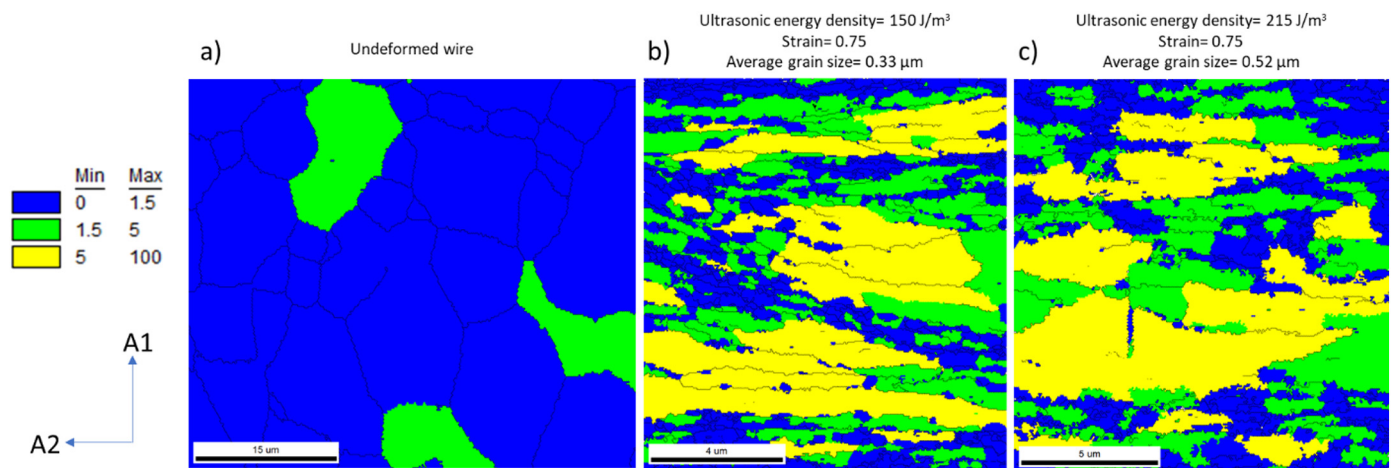 a)
Undeformed wire
b)
Ultrasonic energy density= 150 J/m³
Strain= 0.75
Average grain size= 0.33 µm
c)
Ultrasonic energy density= 215 J/m³
Strain= 0.75
Average grain size= 0.52 µm
Min Max
0 1.5
1.5 5
5 100
A1
A2
15 um
4 um
5 um